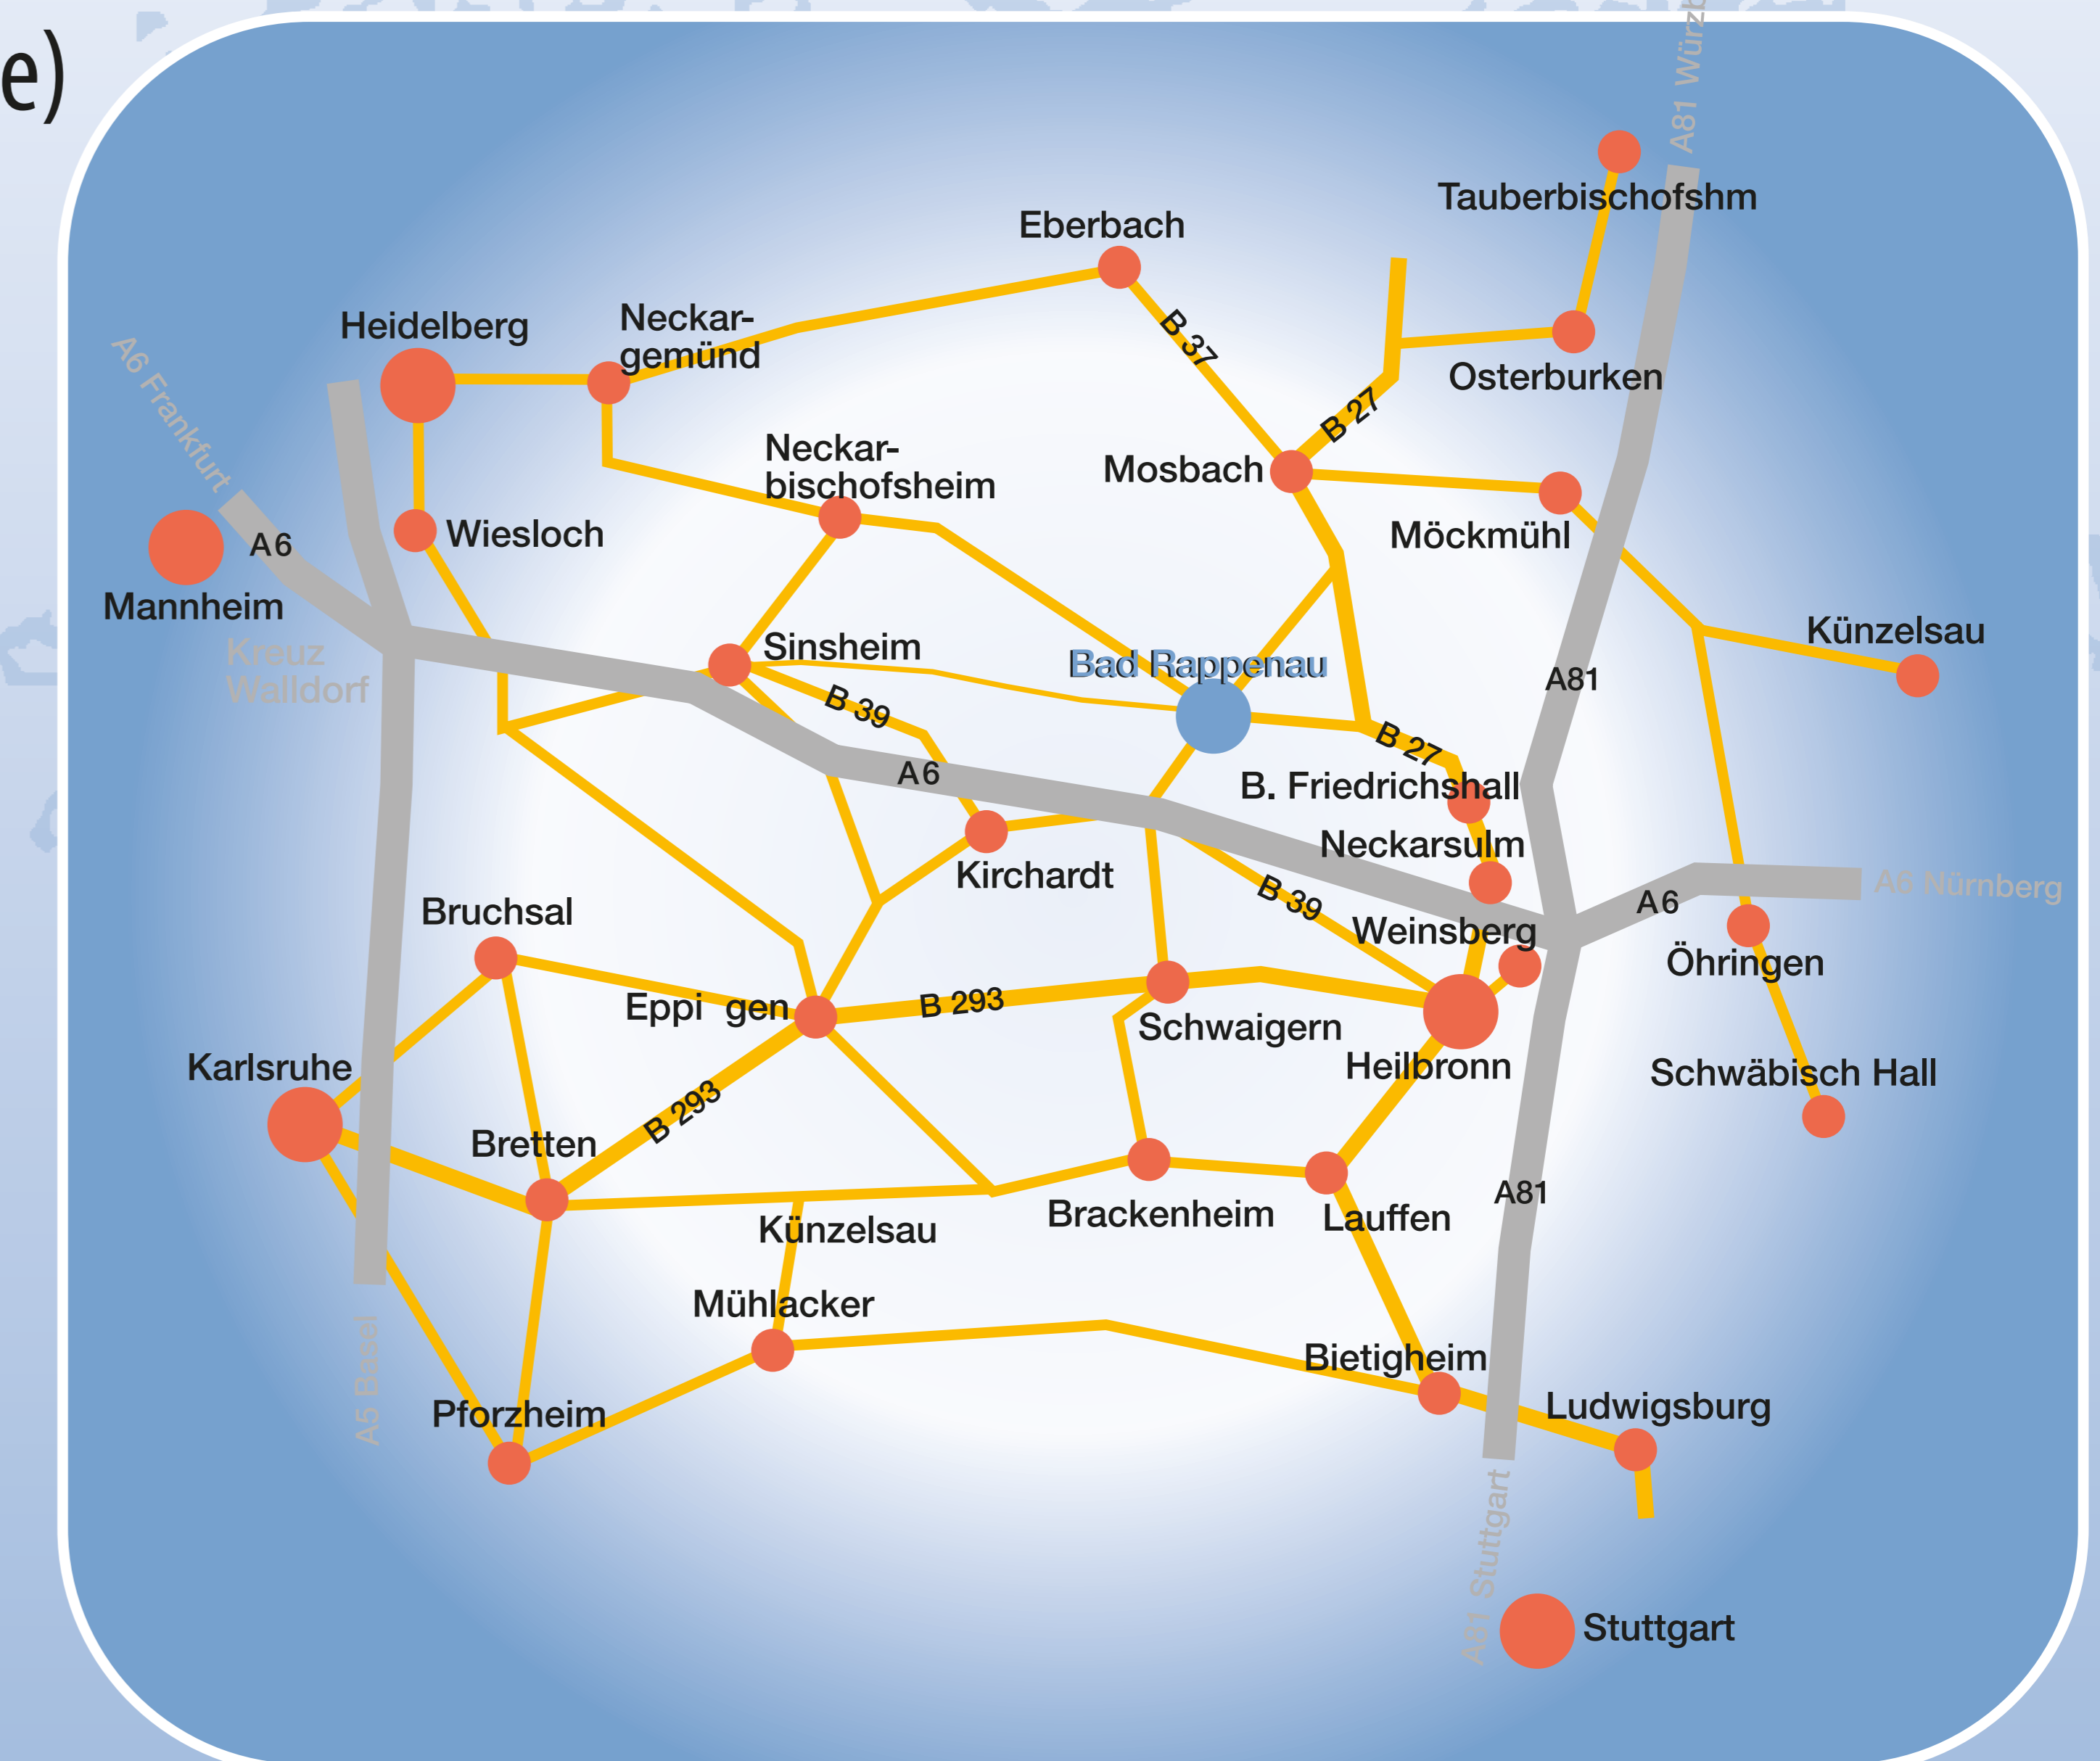 e)
A81 Würzb
Tauberbischofshm
Eberbach
Heidelberg
Neckar-
gemünd
B 37
A6 Frankfurt
Osterburken
B 27
Neckar-
bischofsheim
Mosbach
Möckmühl
Wiesloch
A6
Mannheim
Kreuz
Walldorf
Sinsheim
Bad Rappenau
Künzelsau
A81
B 39
B 27
A6
B. Friedrichshall
Neckarsulm
Kirchardt
B 39
A6
A6 Nürnberg
Bruchsal
Weinsberg
Öhringen
Eppi gen
B 293
Schwaigern
Heilbronn
Karlsruhe
Schwäbisch Hall
B 293
Bretten
A81
Künzelsau
Brackenheim
Lauffen
Mühlacker
A5 Basel
Bietigheim
Pforzheim
Ludwigsburg
A81 Stuttgart
Stuttgart